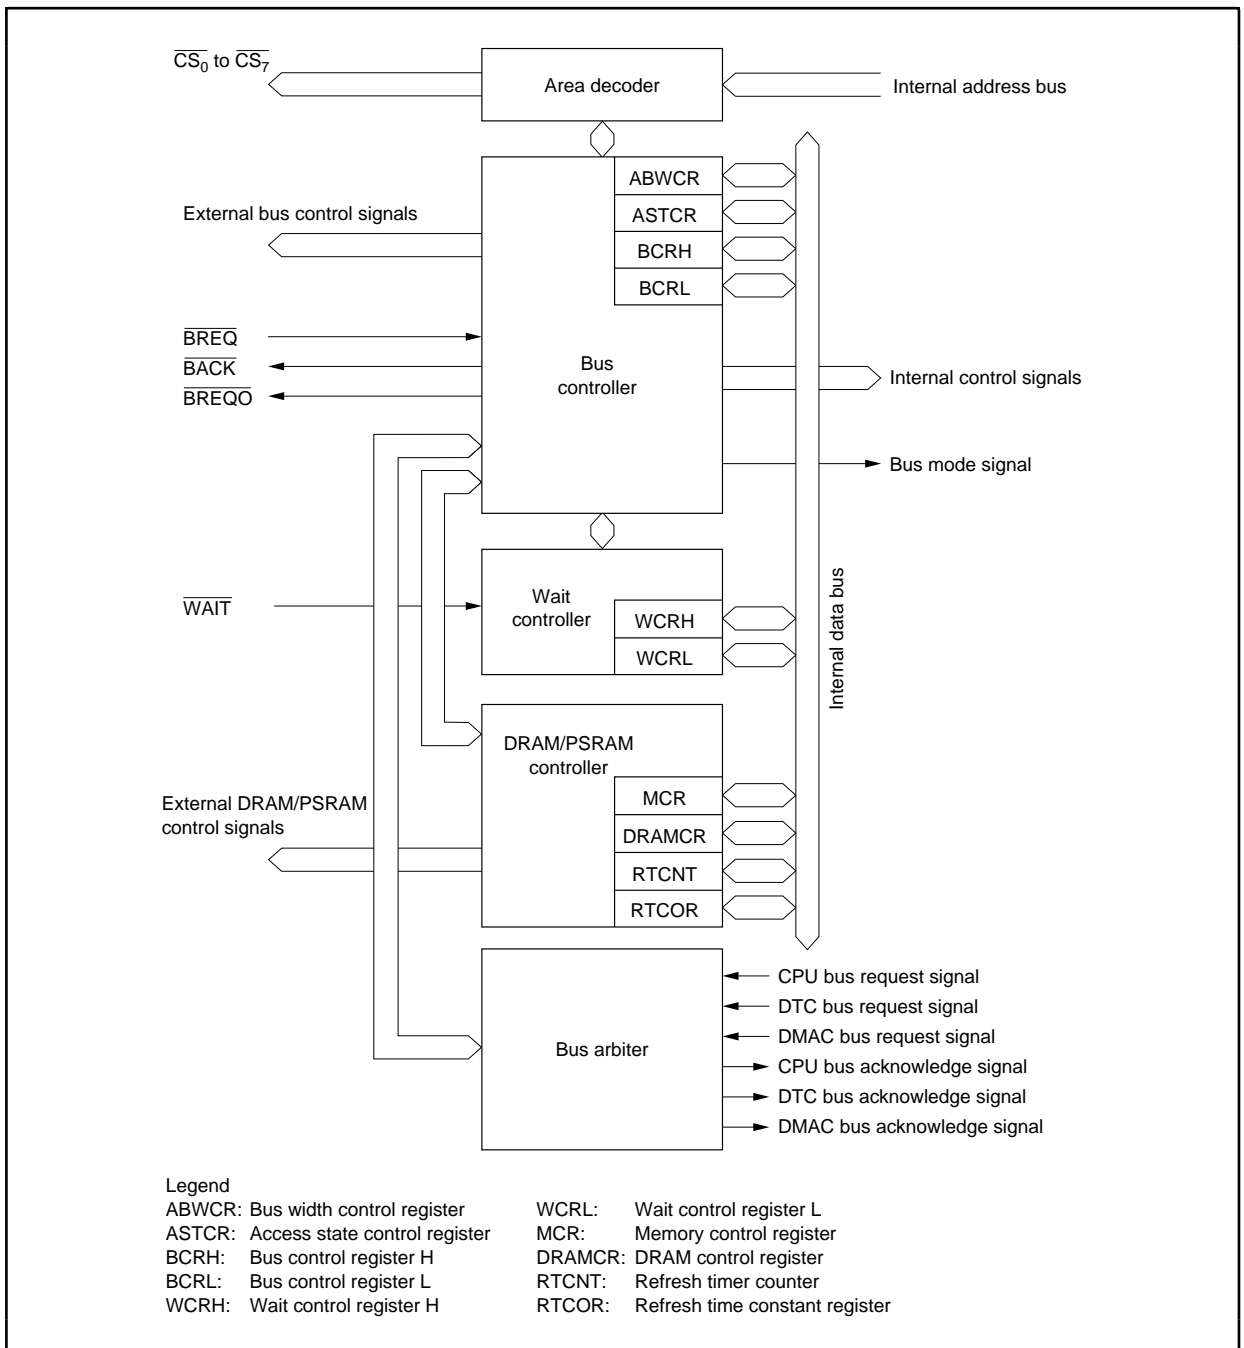 CS0 to CS7
Area decoder
Internal address bus
ABWCR
ASTCR
External bus control signals
BCRH
BCRL
BREQ
BACK
BREQO
Bus
controller
Internal control signals
Bus mode signal
Internal data bus
WAIT
Wait
controller
WCRH
WCRL
DRAM/PSRAM
controller
MCR
External DRAM/PSRAM
control signals
DRAMCR
RTCNT
RTCOR
Bus arbiter
CPU bus request signal
DTC bus request signal
DMAC bus request signal
CPU bus acknowledge signal
DTC bus acknowledge signal
DMAC bus acknowledge signal
Legend
ABWCR: Bus width control register
ASTCR: Access state control register
BCRH: Bus control register H
BCRL: Bus control register L
WCRH: Wait control register H
WCRL: Wait control register L
MCR: Memory control register
DRAMCR: DRAM control register
RTCNT: Refresh timer counter
RTCOR: Refresh time constant register